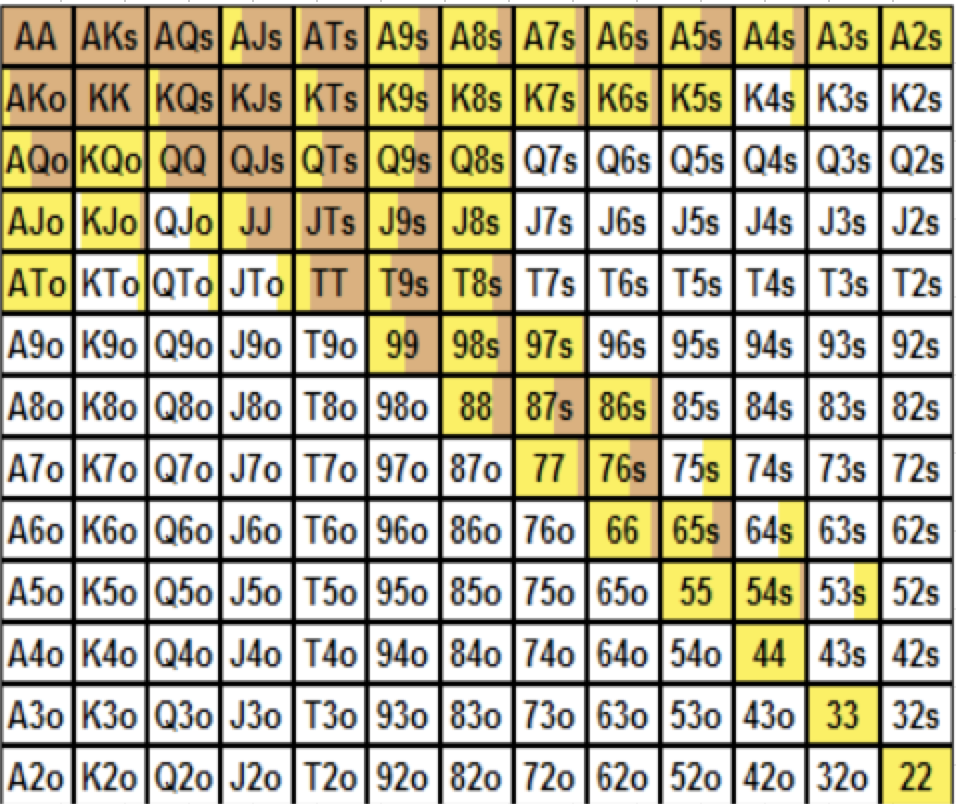 AA AKs AQs AJs ATs A9s A8s A7s A6s A5s A4s A3s A2s
AKo KK KQs KJs KTs K9s K8s K7s K6s K5s K4s K3s K2s
AQo KQo QQ QJs QTs Q9s Q8s Q7s Q6s Q5s Q4s Q3s Q2s
AJo KJo QJo JJ JTs J9s J8s J7s J6s J5s J4s J3s J2s
ATo KTo QTo JTo TT T9s T8s T7s T6s T5s T4s T3s T2s
A9o K9o Q9o J9o T9o 99 98s 97s 96s 95s 94s 93s 92s
A8o K8o Q8o J8o T8o 98o 88 87s 86s 85s 84s 83s 82s
A7o K7o Q7o J7o T7o 97o 87o 77 76s 75s 74s 73s 72s
A6o K6o Q6o J6o T6o 96o 86o 76o 66 65s 64s 63s 62s
A5o K5o Q5o J5o T5o 95o 85o 75o 65o 55 54s 53s 52s
A4o K4o Q4o J4o T4o 94o 84o 74o 64o 54o 44 43s 42s
A3o K3o Q3o J3o T3o 93o 83o 73o 63o 53o 43o 33 32s
A2o K2o Q2o J2o T2o 92o 82o 72o 62o 52o 42o 32o 22